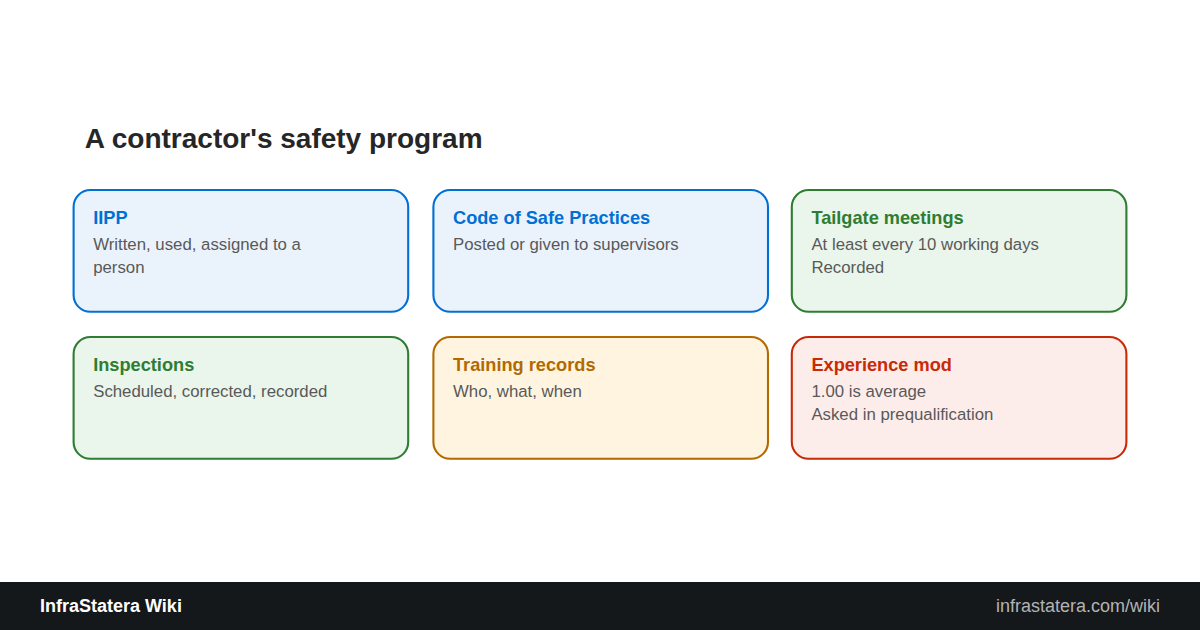 A contractor's safety program
IIPP
Written, used, assigned to a
person
Code of Safe Practices
Posted or given to supervisors
Tailgate meetings
At least every 10 working days
Recorded
Inspections
Scheduled, corrected, recorded
Training records
Who, what, when
Experience mod
1.00 is average
Asked in prequalification
InfraStatera Wiki
infrastatera.com/wiki